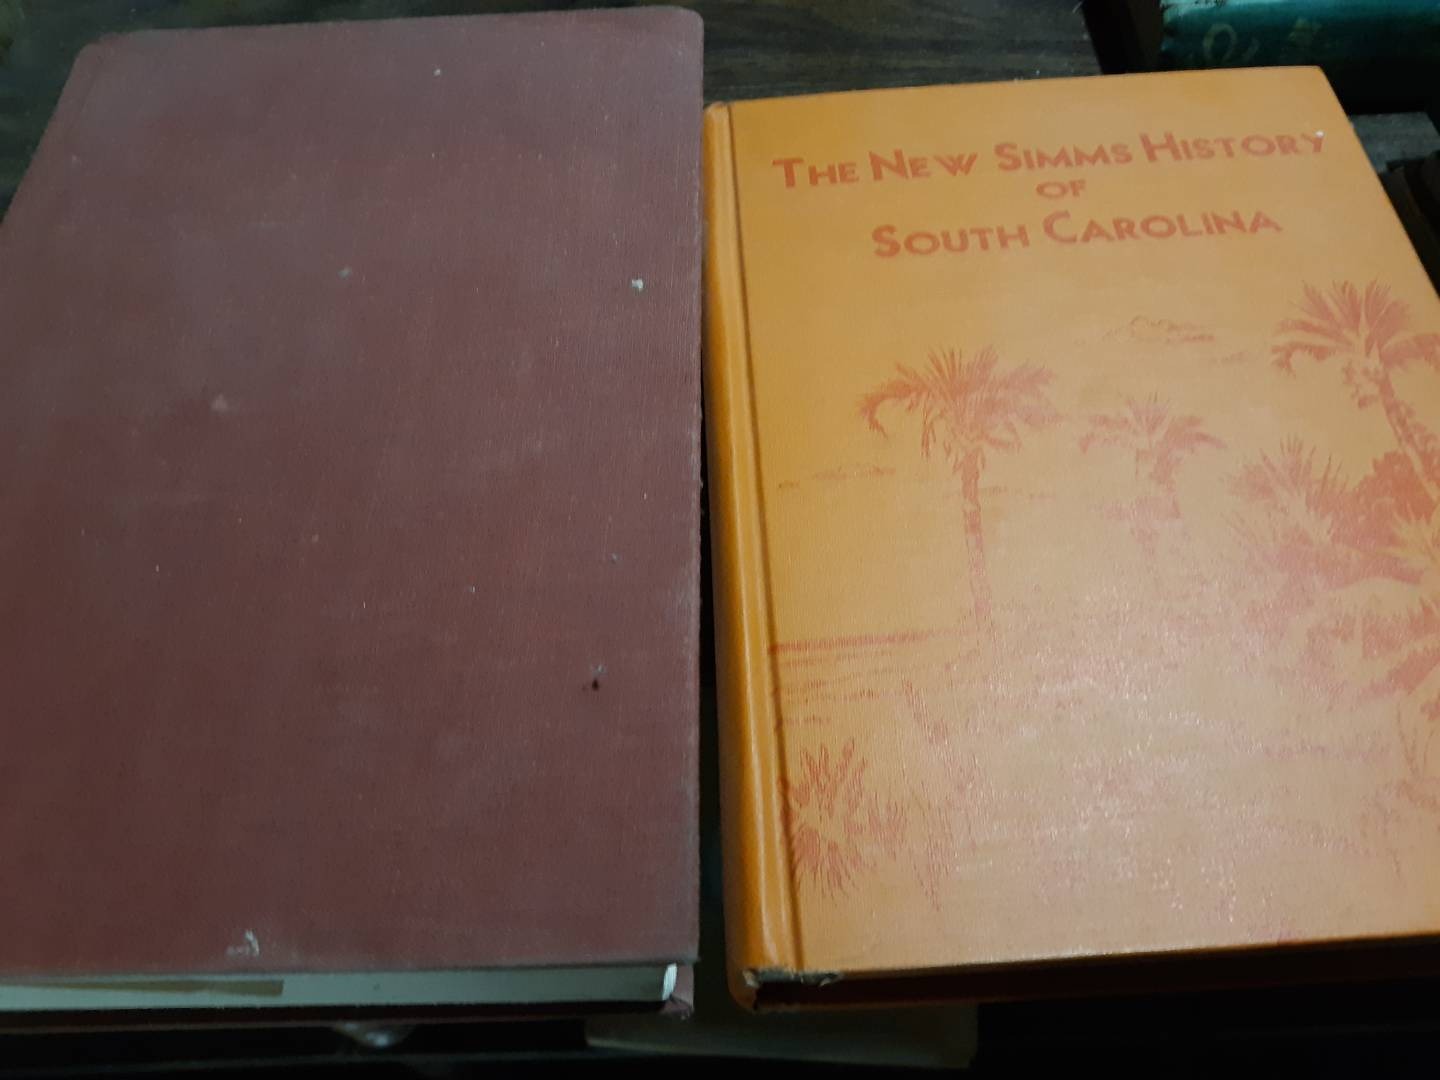 THE NEW SIMMS HISTORY
OF
SOUTH CAROLINA